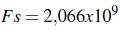 Fs = 2,066x10⁹